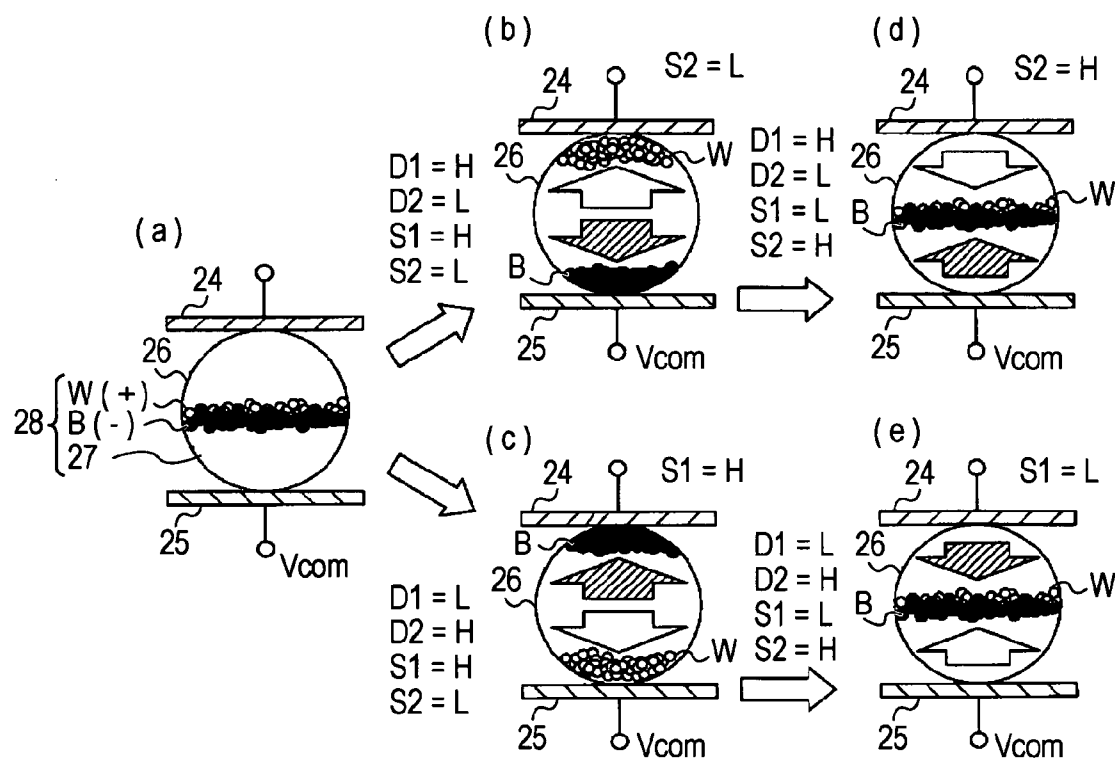 (a)
24
26
28
W (+)
B (-)
27
25
Vcom
D1 = H
D2 = L
S1 = H
S2 = L
(b)
S2 = L
24
26
W
B
25
Vcom
D1 = H
D2 = L
S1 = L
S2 = H
(d)
S2 = H
24
26
W
B
25
Vcom
D1 = L
D2 = H
S1 = H
S2 = L
(c)
S1 = H
24
B
26
W
25
Vcom
D1 = L
D2 = H
S1 = L
S2 = H
(e)
S1 = L
24
26
W
B
25
Vcom